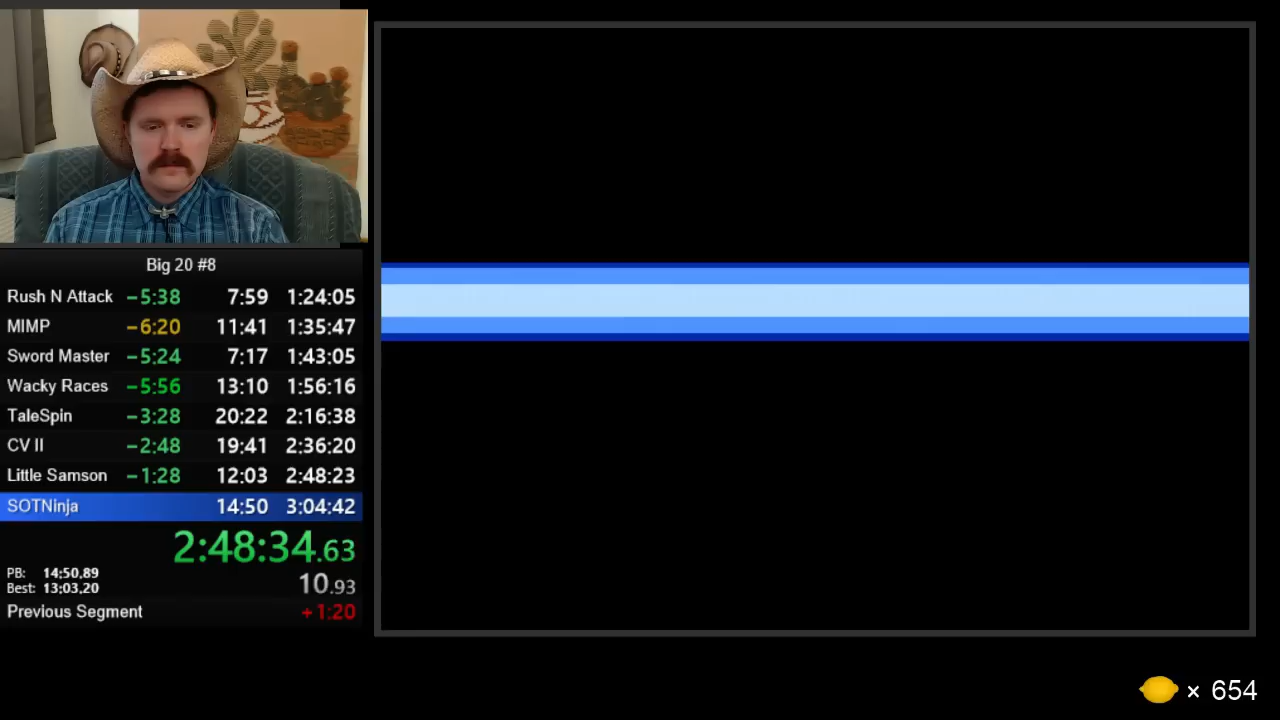 Big 20 #8
Rush N Attack -5:38 7:59 1:24:05
MIMP -6:20 11:41 1:35:47
Sword Master -5:24 7:17 1:43:05
Wacky Races -5:56 13:10 1:56:16
TaleSpin -3:28 20:22 2:16:38
CV II -2:48 19:41 2:36:20
Little Samson -1:28 12:03 2:48:23
SOTNinja 14:50 3:04:42
2:48:34.63
PB: 14:50.89
Best: 13:03.20
10.93
Previous Segment +1:20
× 654